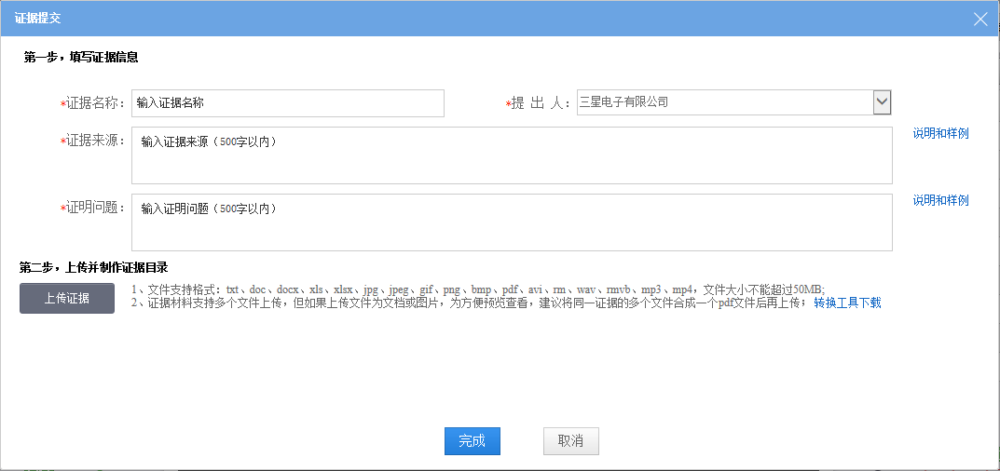 证据提交
第一步，填写证据信息
*证据名称： 输入证据名称 *提 出 人： 三星电子有限公司
*证据来源： 输入证据来源（500字以内） 说明和样例
*证明问题： 输入证明问题（500字以内） 说明和样例
第二步，上传并制作证据目录
上传证据
1、文件支持格式：txt、doc、docx、xls、xlsx、jpg、jpeg、gif、png、bmp、pdf、avi、rm、wav、rmvb、mp3、mp4，文件大小不能超过50MB;
2、证据材料支持多个文件上传，但如果上传文件为文档或图片，为方便预览查看，建议将同一证据的多个文件合成一个pdf文件后再上传； 转换工具下载
完成 取消